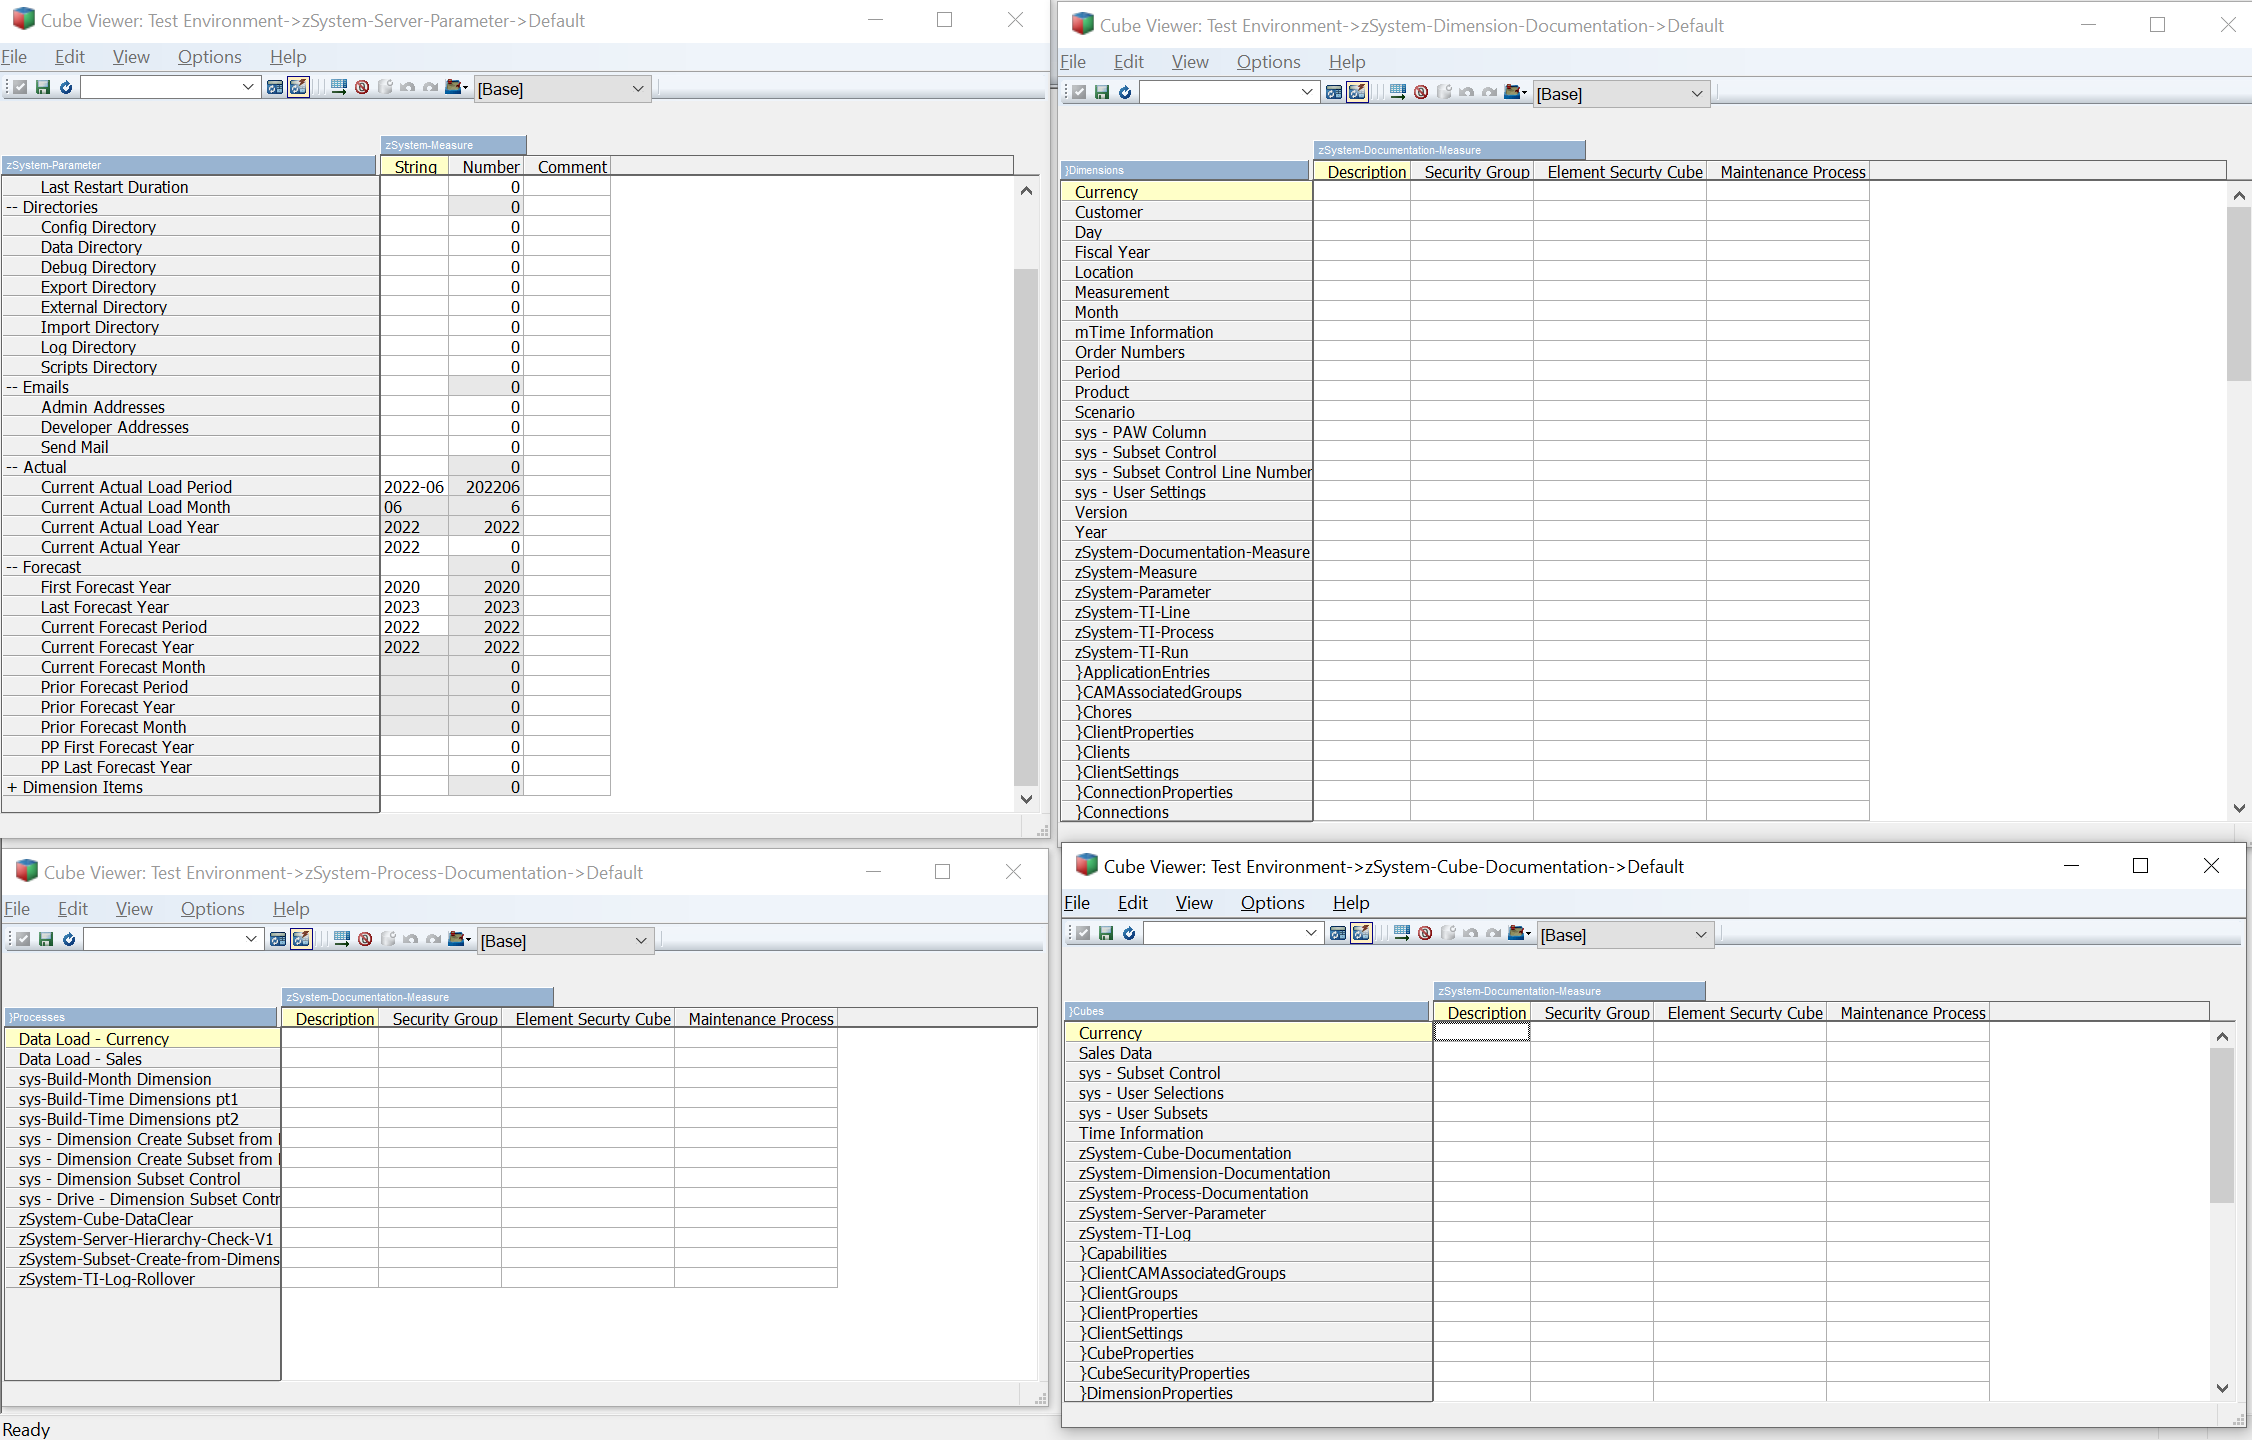 Cube Viewer: Test Environment->zSystem-Server-Parameter->Default
File Edit View Options Help
[Base]
zSystem-Measure
zSystem-Parameter String Number Comment
Last Restart Duration 0
-- Directories 0
Config Directory 0
Data Directory 0
Debug Directory 0
Export Directory 0
External Directory 0
Import Directory 0
Log Directory 0
Scripts Directory 0
-- Emails 0
Admin Addresses 0
Developer Addresses 0
Send Mail 0
-- Actual 0
Current Actual Load Period 2022-06 202206
Current Actual Load Month 06 6
Current Actual Load Year 2022 2022
Current Actual Year 2022 0
-- Forecast 0
First Forecast Year 2020 2020
Last Forecast Year 2023 2023
Current Forecast Period 2022 2022
Current Forecast Year 2022 2022
Current Forecast Month 0
Prior Forecast Period 0
Prior Forecast Year 0
Prior Forecast Month 0
PP First Forecast Year 0
PP Last Forecast Year 0
+ Dimension Items 0
Cube Viewer: Test Environment->zSystem-Dimension-Documentation->Default
File Edit View Options Help
[Base]
zSystem-Documentation-Measure
}Dimensions Description Security Group Element Securty Cube Maintenance Process
Currency
Customer
Day
Fiscal Year
Location
Measurement
Month
mTime Information
Order Numbers
Period
Product
Scenario
sys - PAW Column
sys - Subset Control
sys - Subset Control Line Number
sys - User Settings
Version
Year
zSystem-Documentation-Measure
zSystem-Measure
zSystem-Parameter
zSystem-TI-Line
zSystem-TI-Process
zSystem-TI-Run
}ApplicationEntries
}CAMAssociatedGroups
}Chores
}ClientProperties
}Clients
}ClientSettings
}ConnectionProperties
}Connections
Cube Viewer: Test Environment->zSystem-Process-Documentation->Default
File Edit View Options Help
[Base]
zSystem-Documentation-Measure
}Processes Description Security Group Element Securty Cube Maintenance Process
Data Load - Currency
Data Load - Sales
sys-Build-Month Dimension
sys-Build-Time Dimensions pt1
sys-Build-Time Dimensions pt2
sys - Dimension Create Subset from
sys - Dimension Create Subset from
sys - Dimension Subset Control
sys - Drive - Dimension Subset Contr
zSystem-Cube-DataClear
zSystem-Server-Hierarchy-Check-V1
zSystem-Subset-Create-from-Dimens
zSystem-TI-Log-Rollover
Cube Viewer: Test Environment->zSystem-Cube-Documentation->Default
File Edit View Options Help
[Base]
zSystem-Documentation-Measure
}Cubes Description Security Group Element Securty Cube Maintenance Process
Currency
Sales Data
sys - Subset Control
sys - User Selections
sys - User Subsets
Time Information
zSystem-Cube-Documentation
zSystem-Dimension-Documentation
zSystem-Process-Documentation
zSystem-Server-Parameter
zSystem-TI-Log
}Capabilities
}ClientCAMAssociatedGroups
}ClientGroups
}ClientProperties
}ClientSettings
}CubeProperties
}CubeSecurityProperties
}DimensionProperties
Ready